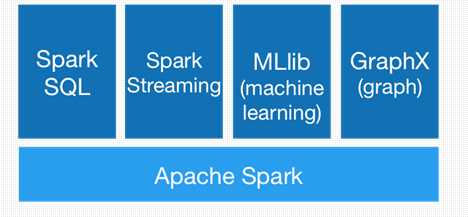 Spark
SQL
Spark
Streaming
MLlib
(machine
learning)
GraphX
(graph)
Apache Spark